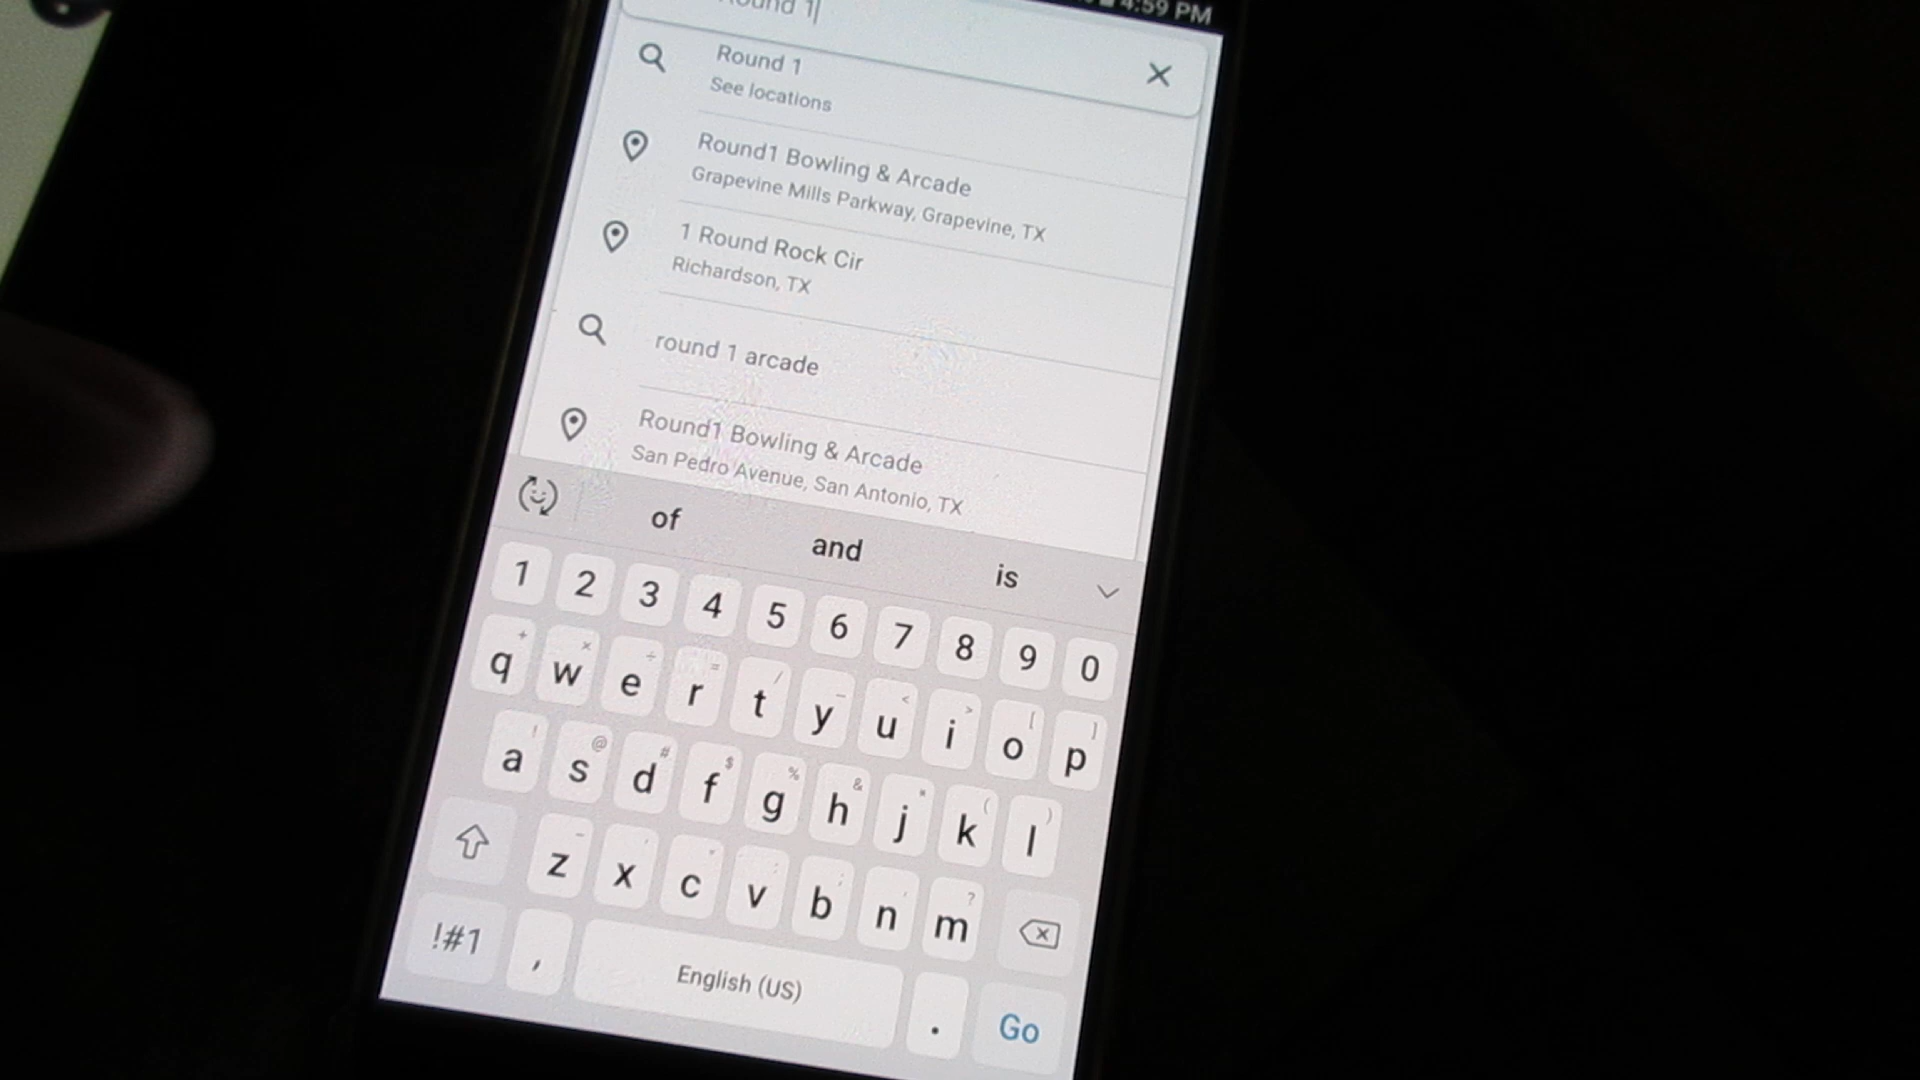 4:59 PM
Round 1
Round 1
See locations
Round1 Bowling & Arcade
Grapevine Mills Parkway, Grapevine, TX
1 Round Rock Cir
Richardson, TX
round 1 arcade
Round1 Bowling & Arcade
San Pedro Avenue, San Antonio, TX
of and is
1 2 3 4 5 6 7 8 9 0
q w e r t y u i o p
a s d f g h j k l
z x c v b n m
!#1 , English (US) . Go